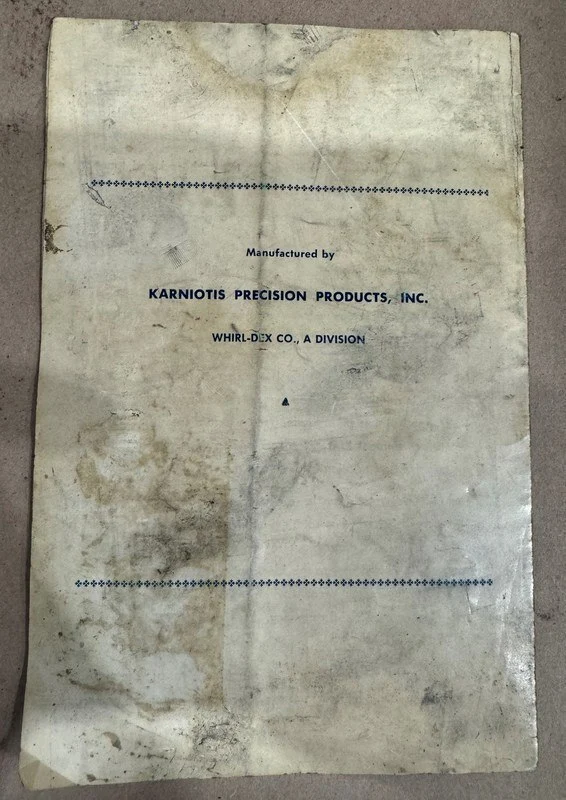 Manufactured by
KARNIOTIS PRECISION PRODUCTS, INC.
WHIRL-DEX CO., A DIVISION